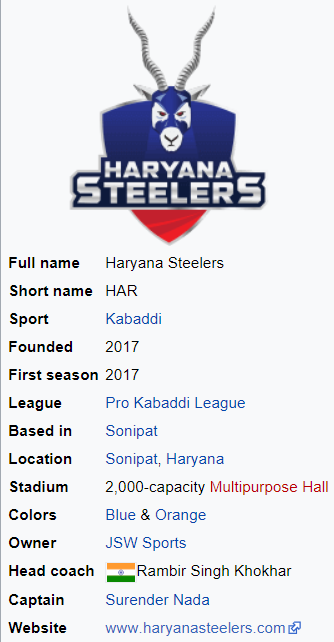 HARYANA
STEELERS
Full name Haryana Steelers
Short name HAR
Sport Kabaddi
Founded 2017
First season 2017
League Pro Kabaddi League
Based in Sonipat
Location Sonipat, Haryana
Stadium 2,000-capacity Multipurpose Hall
Colors Blue & Orange
Owner JSW Sports
Head coach Rambir Singh Khokhar
Captain Surender Nada
Website www.haryanasteelers.com